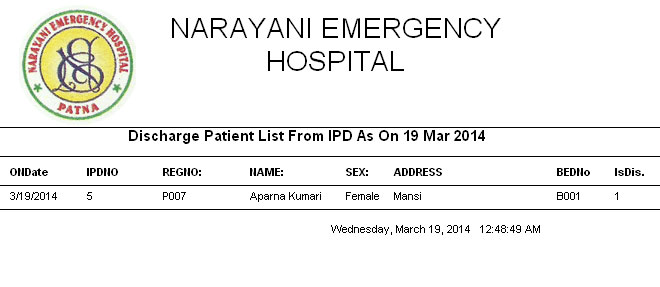 NARAYANI EMERGENCY HOSPITAL
PATNA
NARAYANI EMERGENCY
HOSPITAL
Discharge Patient List From IPD As On 19 Mar 2014
ONDate IPDNO REGNO: NAME: SEX: ADDRESS BEDNo IsDis.
3/19/2014 5 P007 Aparna Kumari Female Mansi B001 1
Wednesday, March 19, 2014 12:48:49 AM